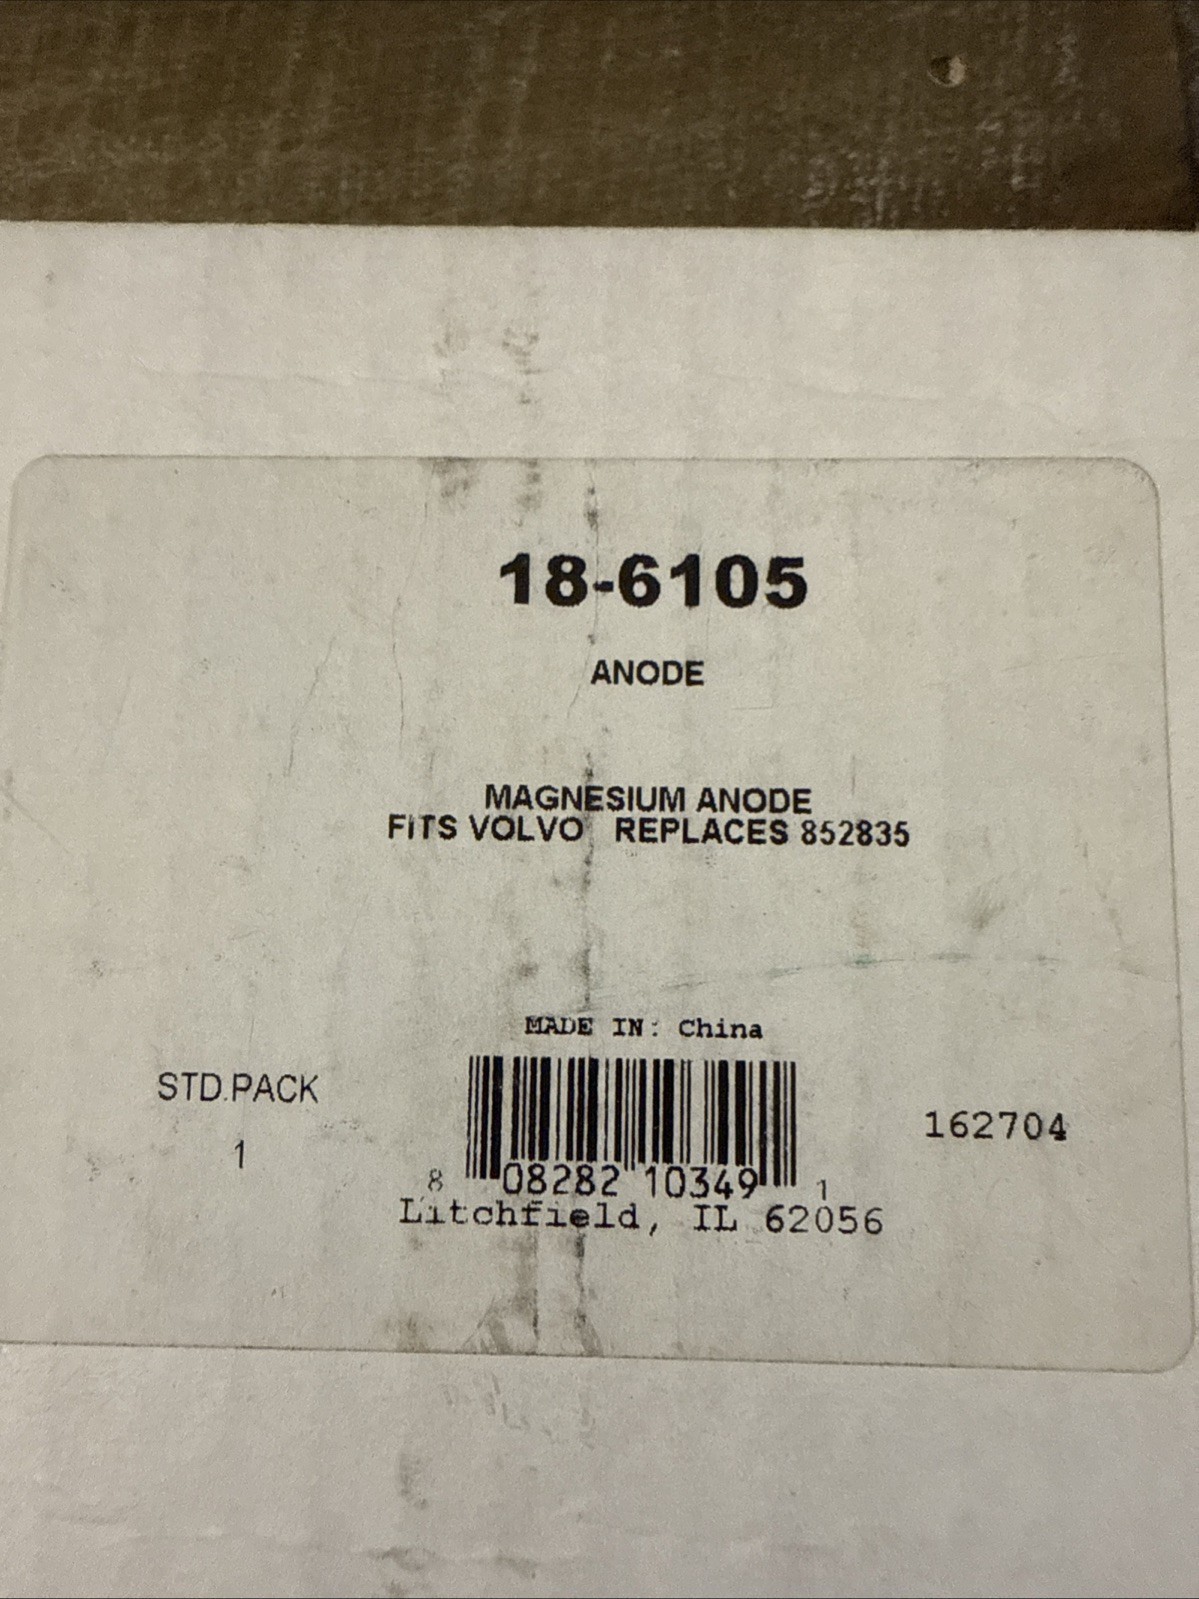 18-6105
ANODE
MAGNESIUM ANODE
FITS VOLVO REPLACES 852835
MADE IN: China
STD.PACK
1
162704
8 08282 10349 1
Litchfield, IL 62056